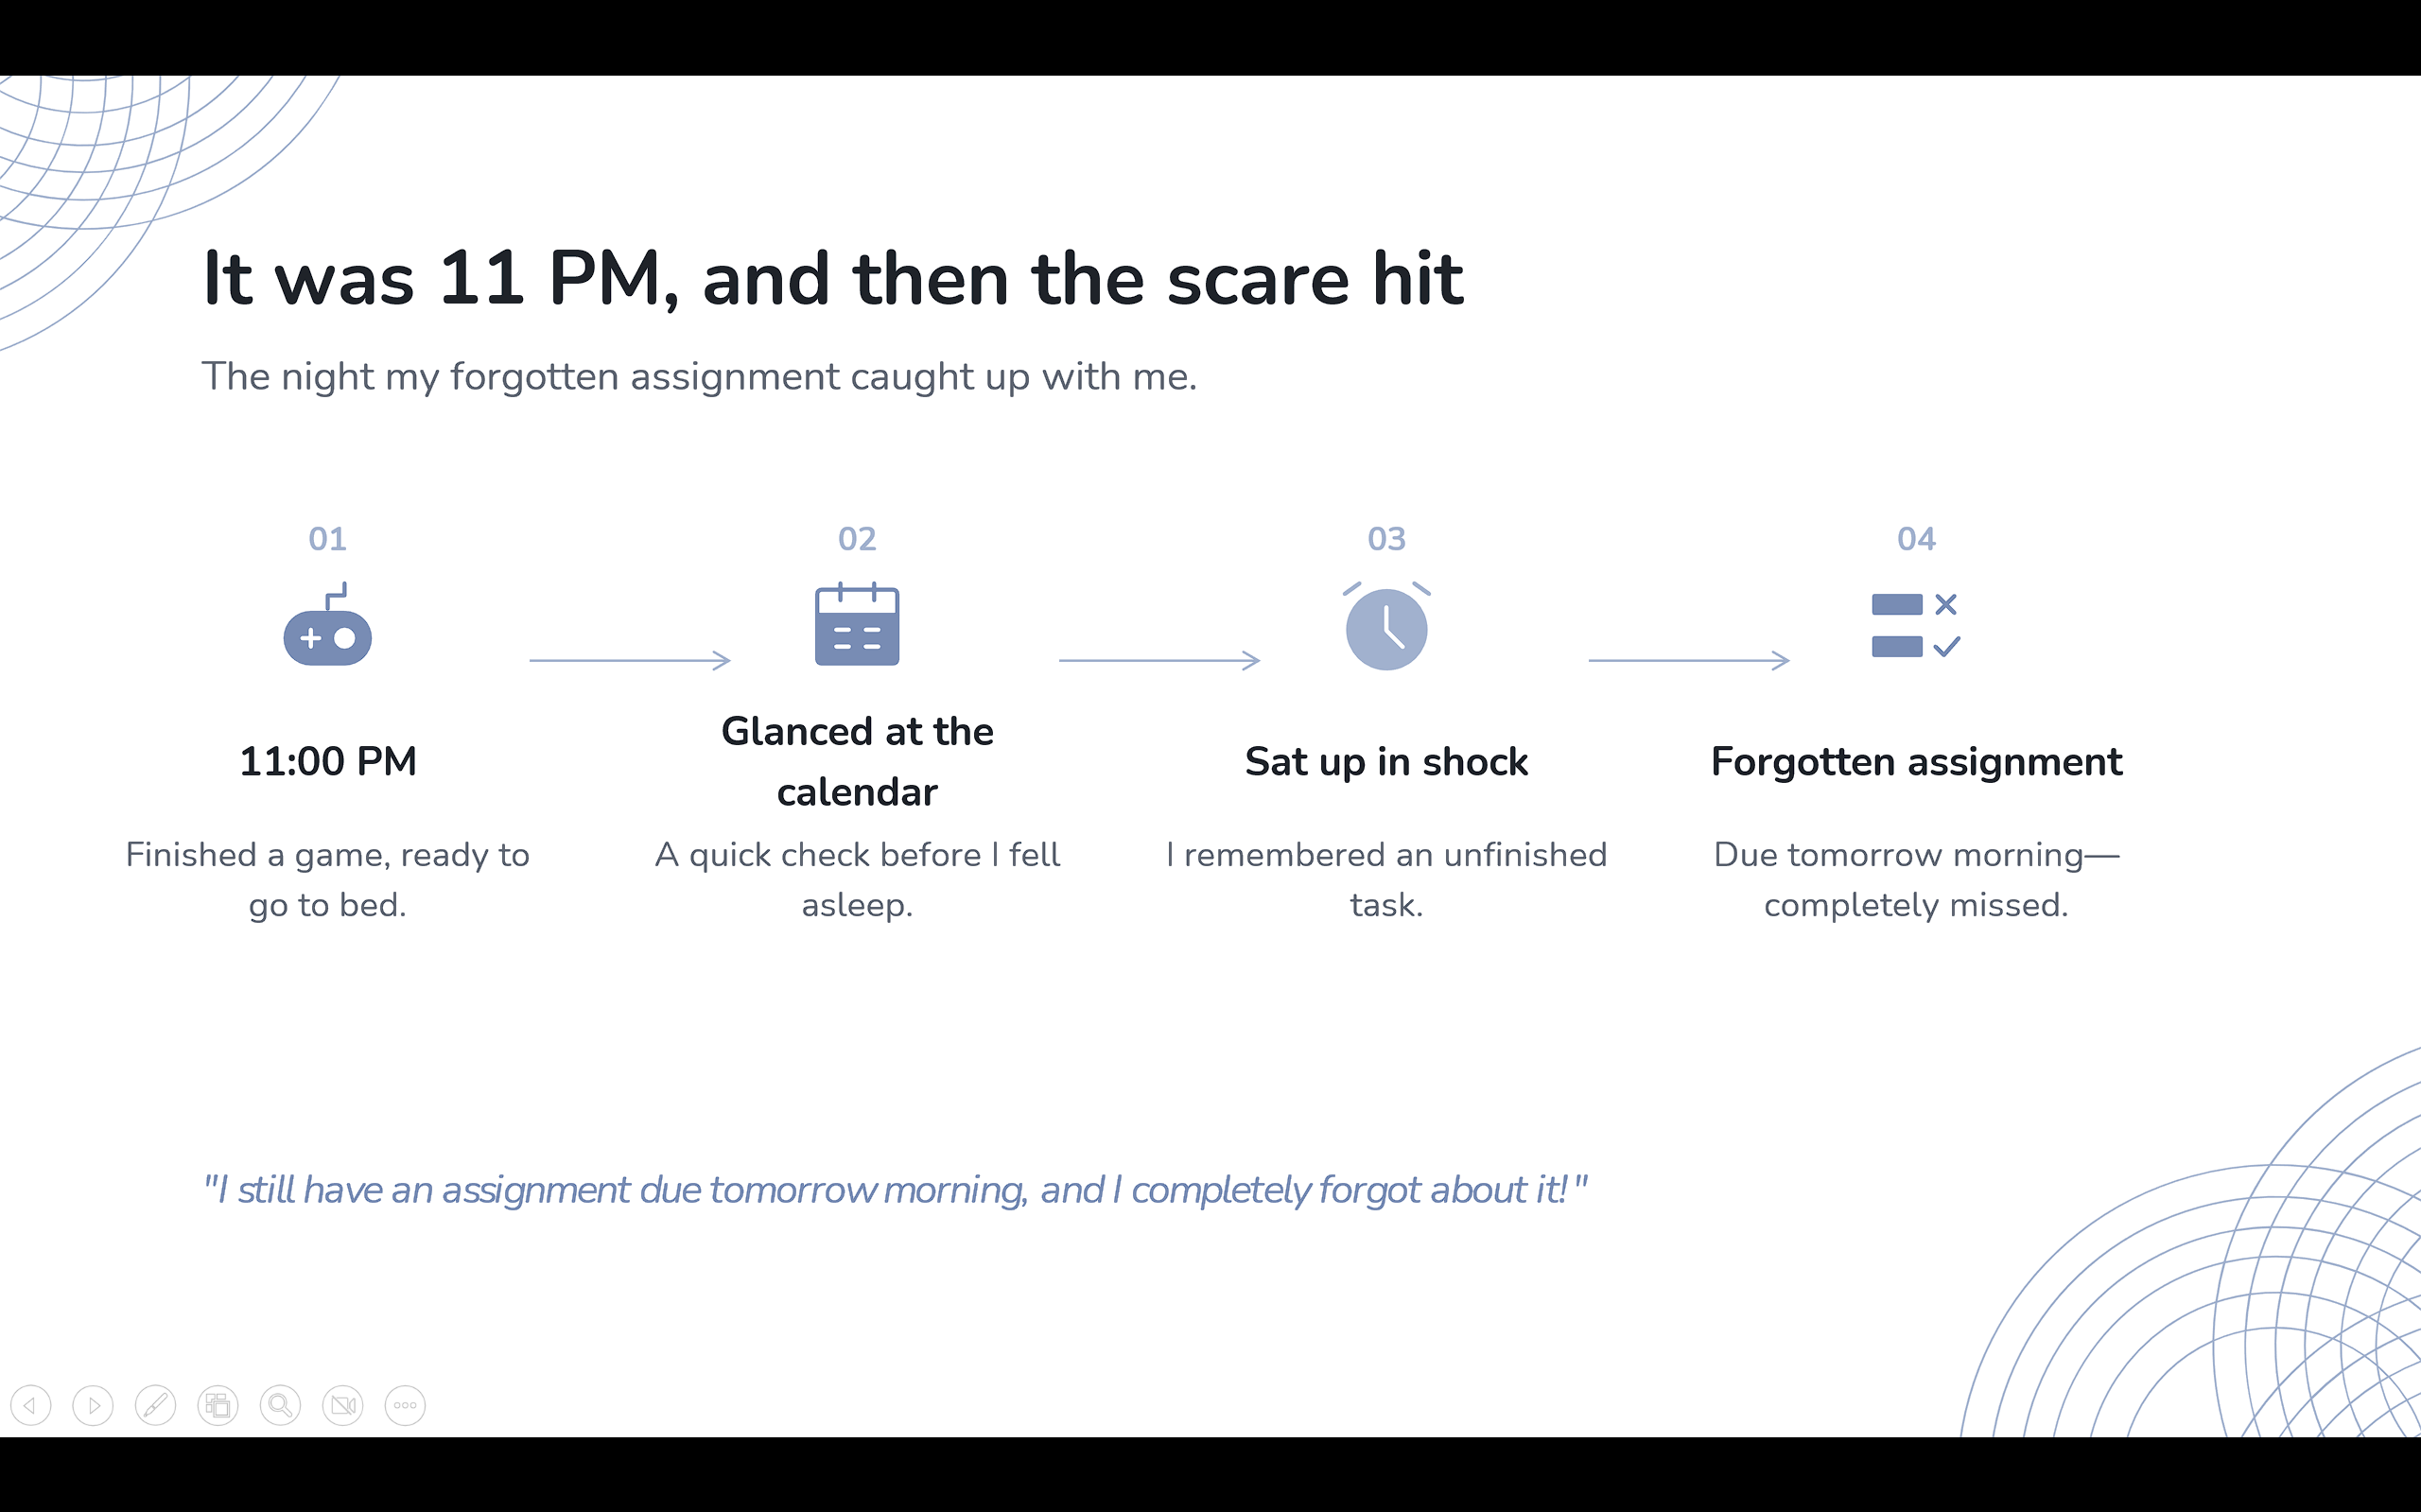 It was 11 PM, and then the scare hit
The night my forgotten assignment caught up with me.
01
11:00 PM
Finished a game, ready to
go to bed.
02
Glanced at the
calendar
A quick check before I fell
asleep.
03
Sat up in shock
I remembered an unfinished
task.
04
Forgotten assignment
Due tomorrow morning—
completely missed.
"I still have an assignment due tomorrow morning, and I completely forgot about it!"